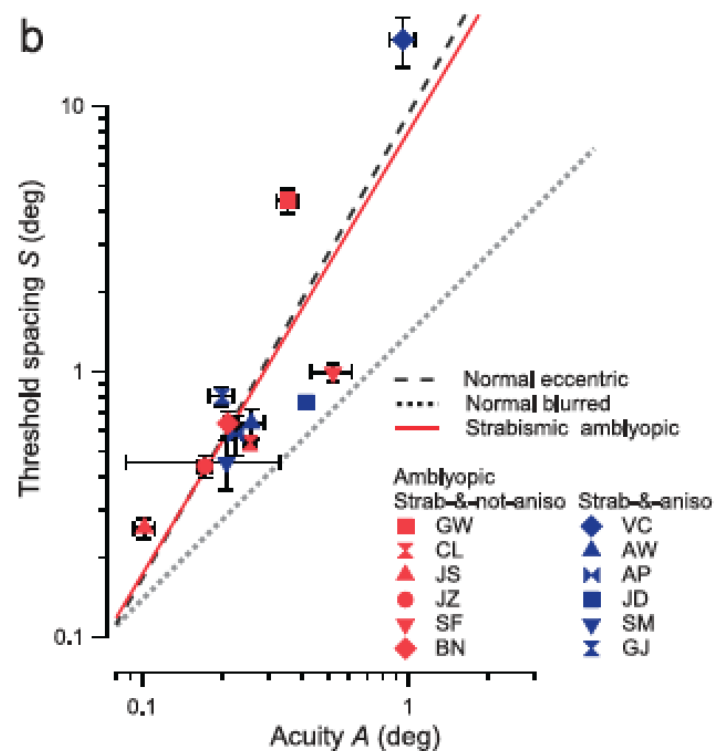 b
Threshold spacing S (deg)
10
1
0.1
0.1
1
Acuity A (deg)
Normal eccentric
Normal blurred
Strabismic amblyopic
Amblyopic
Strab-&-not-aniso Strab-&-aniso
GW VC
CL AW
JS AP
JZ JD
SF SM
BN GJ